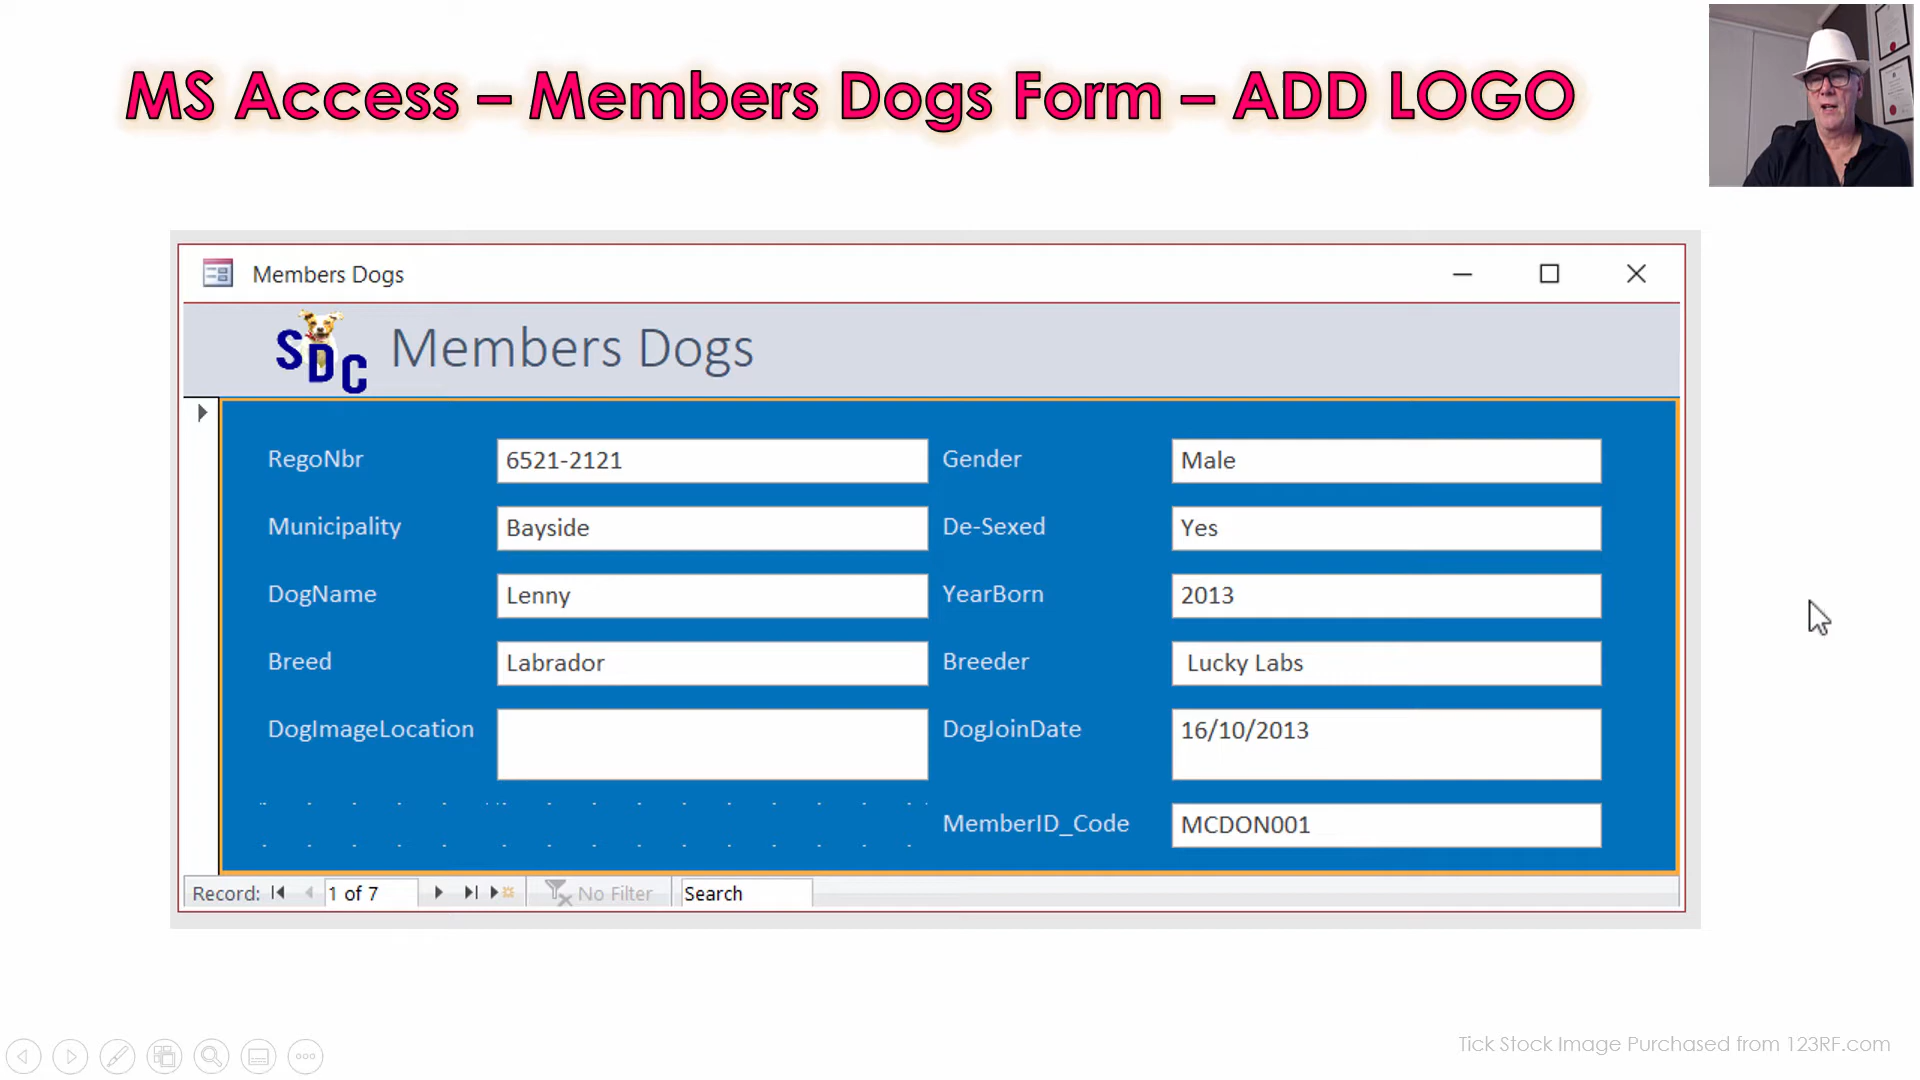 MS Access – Members Dogs Form – ADD LOGO
Members Dogs
SDC Members Dogs
RegoNbr 6521-2121 Gender Male
Municipality Bayside De-Sexed Yes
DogName Lenny YearBorn 2013
Breed Labrador Breeder Lucky Labs
DogImageLocation DogJoinDate 16/10/2013
MemberID_Code MCDON001
Record: 1 of 7 No Filter Search
Tick Stock Image Purchased from 123RF.com